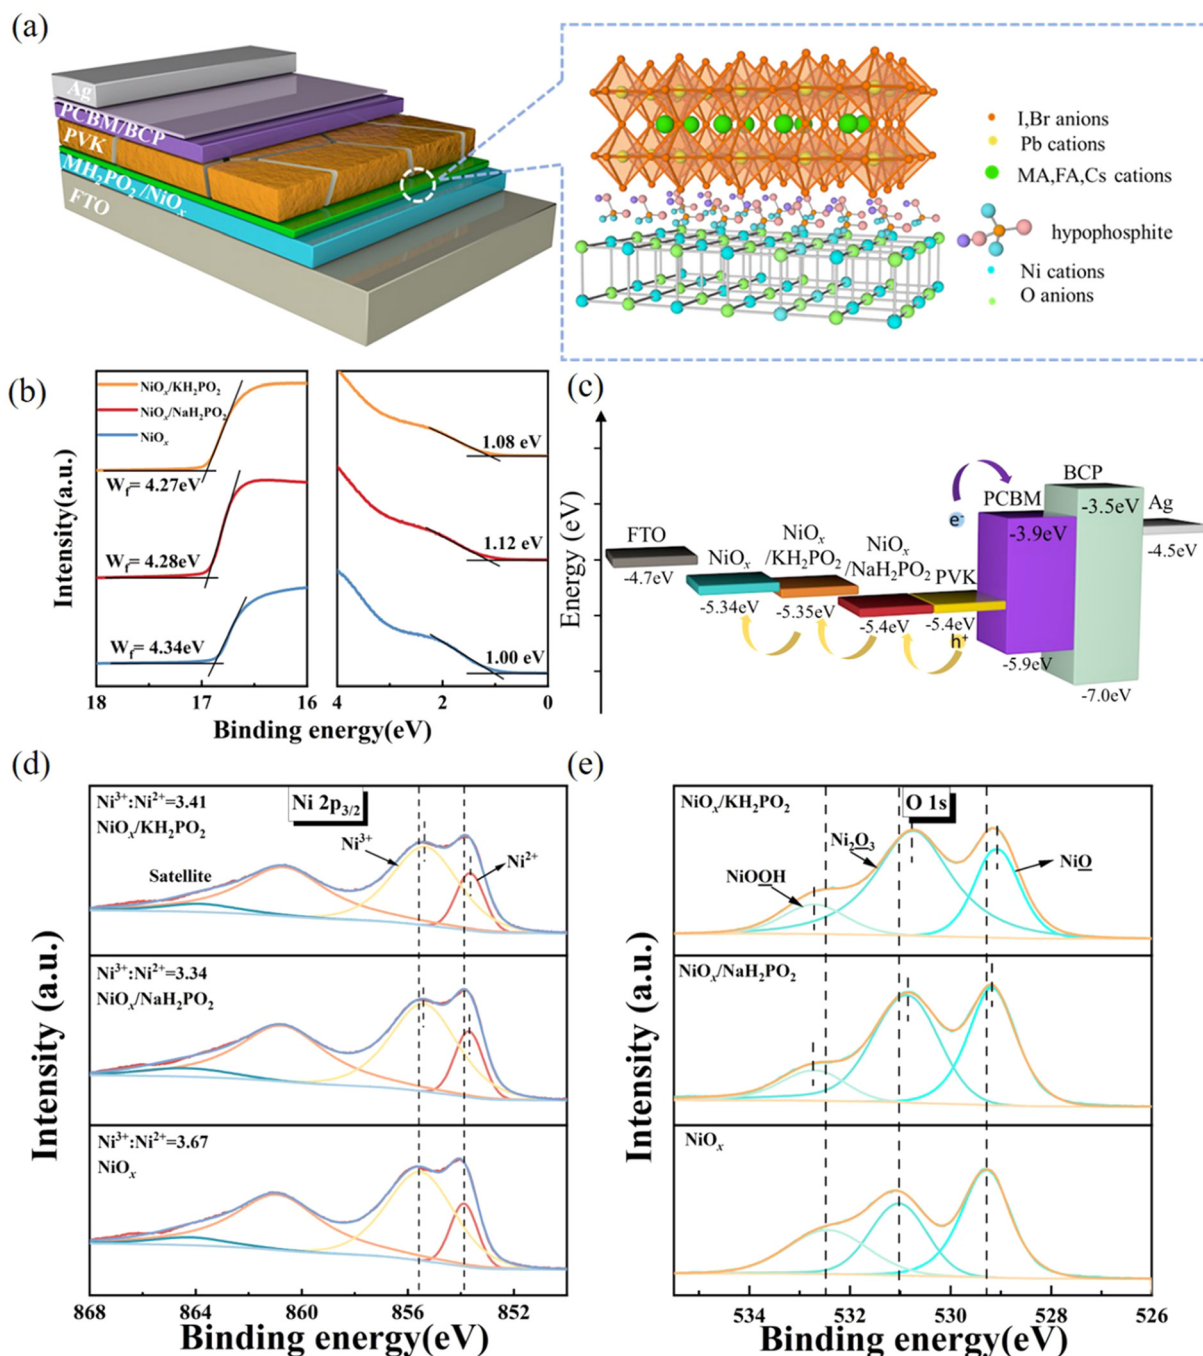 (a)
Ag
PCBM/BCP
PVK
MH₂PO₂/NiOₓ
FTO
I,Br anions
Pb cations
MA,FA,Cs cations
hypophosphite
Ni cations
O anions
(b)
NiOₓ/KH₂PO₂
NiOₓ/NaH₂PO₂
NiOₓ
W_f= 4.27eV
W_f= 4.28eV
W_f= 4.34eV
1.08 eV
1.12 eV
1.00 eV
Intensity(a.u.)
18 17 16 4 2 0
Binding energy(eV)
(c)
Energy (eV)
FTO
-4.7eV
NiOₓ
-5.34eV
NiOₓ
/KH₂PO₂
-5.35eV
NiOₓ
/NaH₂PO₂
-5.4eV
PVK
-5.4eV
h⁺
e⁻
PCBM
-3.9eV
-5.9eV
BCP
-3.5eV
-7.0eV
Ag
-4.5eV
(d)
Ni³⁺:Ni²⁺=3.41
NiOₓ/KH₂PO₂
Ni 2p₃/₂
Ni³⁺
Ni²⁺
Satellite
Ni³⁺:Ni²⁺=3.34
NiOₓ/NaH₂PO₂
Ni³⁺:Ni²⁺=3.67
NiOₓ
Intensity (a.u.)
868 864 860 856 852
Binding energy(eV)
(e)
NiOₓ/KH₂PO₂
O 1s
Ni₂O₃
NiOOH
NiO
NiOₓ/NaH₂PO₂
NiOₓ
Intensity (a.u.)
534 532 530 528 526
Binding energy(eV)